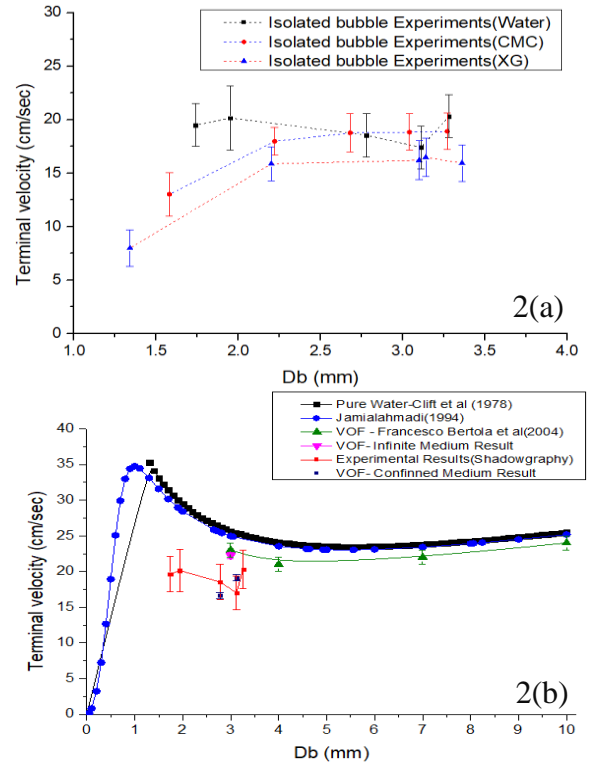 Isolated bubble Experiments(Water)
Isolated bubble Experiments(CMC)
Isolated bubble Experiments(XG)
Terminal velocity (cm/sec)
30
25
20
15
10
5
0
2(a)
1.0 1.5 2.0 2.5 3.0 3.5 4.0
Db (mm)
Pure Water-Clift et al (1978)
Jamialahmadi(1994)
VOF - Francesco Bertola et al(2004)
VOF- Infinite Medium Result
Experimental Results(Shadowgraphy)
VOF-Confinned Medium Result
Terminal velocity (cm/sec)
45
40
35
30
25
20
15
10
5
0
2(b)
0 1 2 3 4 5 6 7 8 9 10
Db (mm)